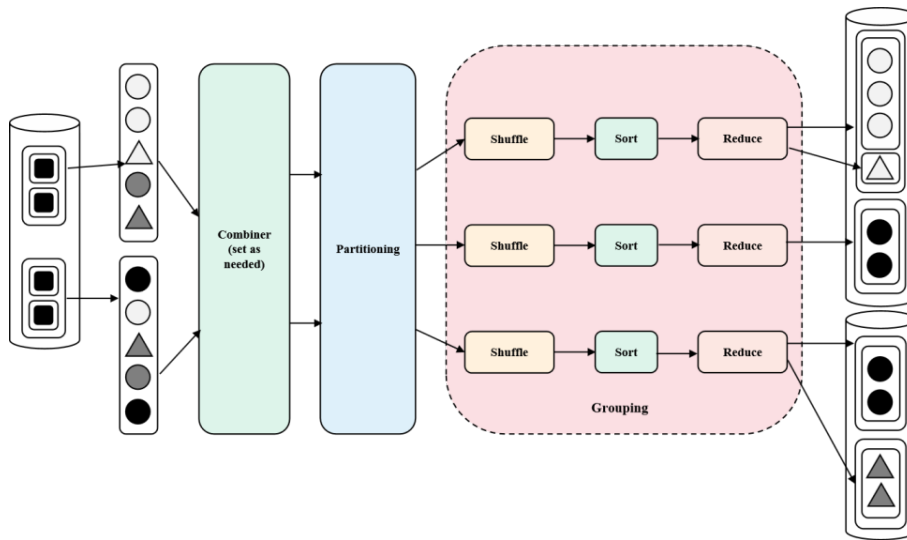 Combiner
(set as
needed)
Partitioning
Shuffle
Sort
Reduce
Shuffle
Sort
Reduce
Shuffle
Sort
Reduce
Grouping